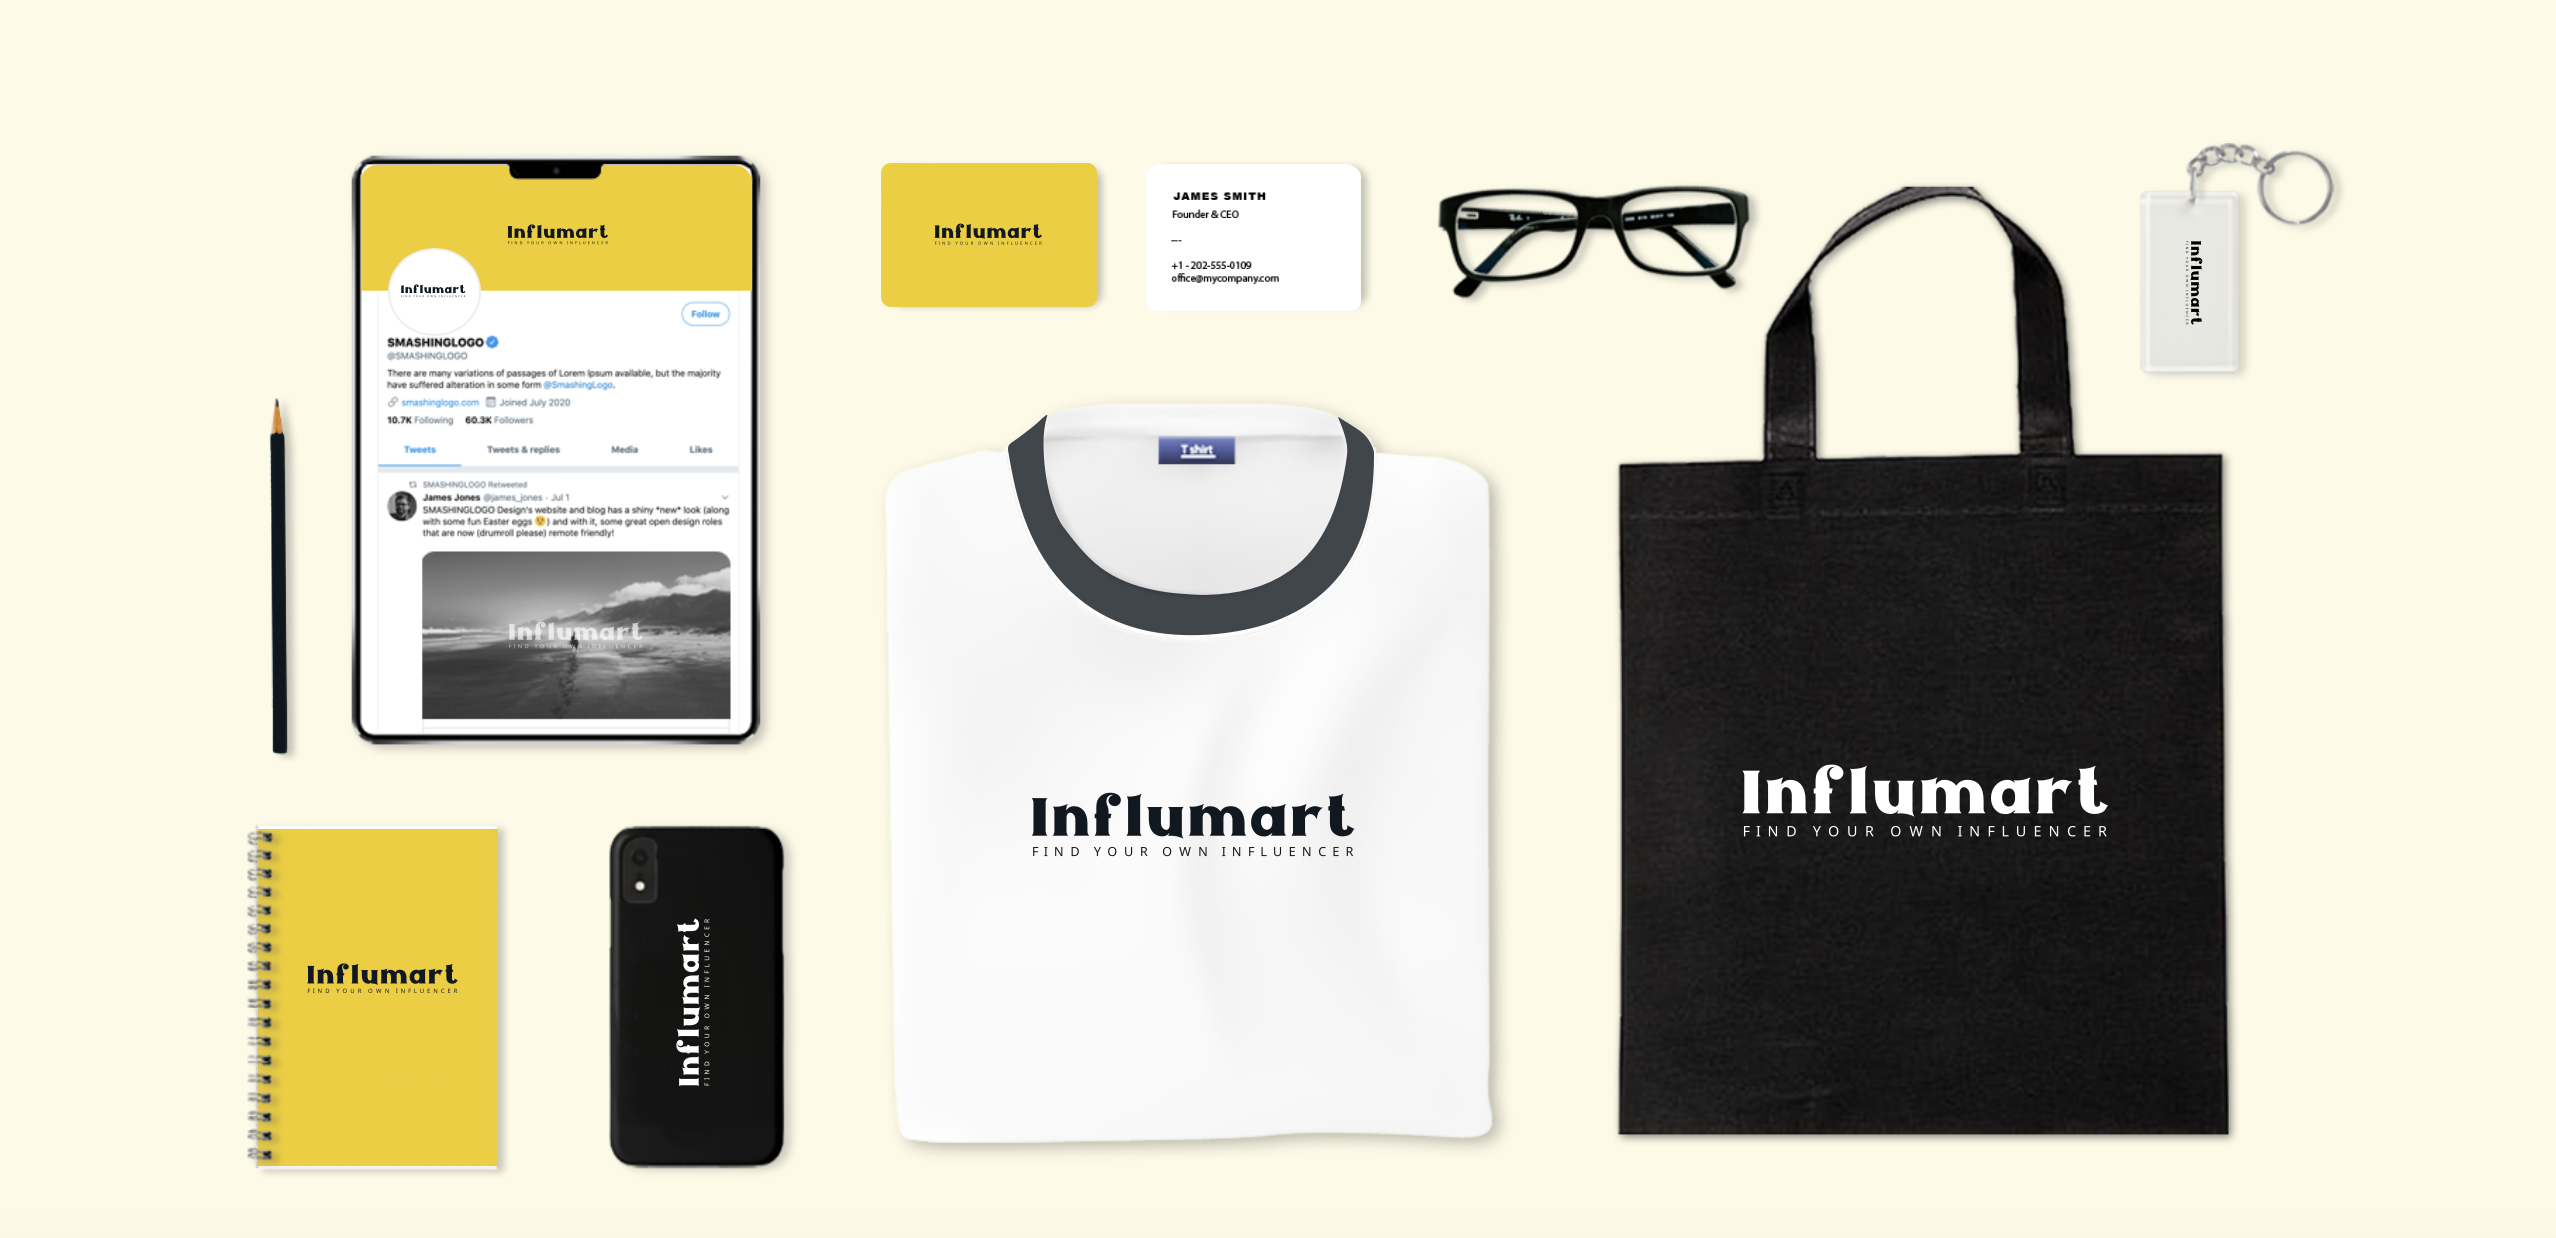 Influmart
FIND YOUR OWN INFLUENCER
Influmart
FIND YOUR OWN INFLUENCER
Follow
SMASHINGLOGO
@SMASHINGLOGO
There are many variations of passages of Lorem Ipsum available, but the majority
have suffered alteration in some form @SmashingLogo.
smashinglogo.com Joined July 2020
10.7K Following 60.3K Followers
Tweets Tweets & replies Media Likes
SMASHINGLOGO Retweeted
James Jones @james_jones · Jul 1
SMASHINGLOGO Design's website and blog has a shiny *new* look (along
with some fun Easter eggs 😯) and with it, some great open design roles
that are now (drumroll please) remote friendly!
Influmart
FIND YOUR OWN INFLUENCER
Influmart
FIND YOUR OWN INFLUENCER
JAMES SMITH
Founder & CEO
---
+1 - 202-555-0109
office@mycompany.com
Influmart
FIND YOUR OWN INFLUENCER
T shirt
Influmart
FIND YOUR OWN INFLUENCER
Influmart
FIND YOUR OWN INFLUENCER
Influmart
FIND YOUR OWN INFLUENCER
Influmart
FIND YOUR OWN INFLUENCER